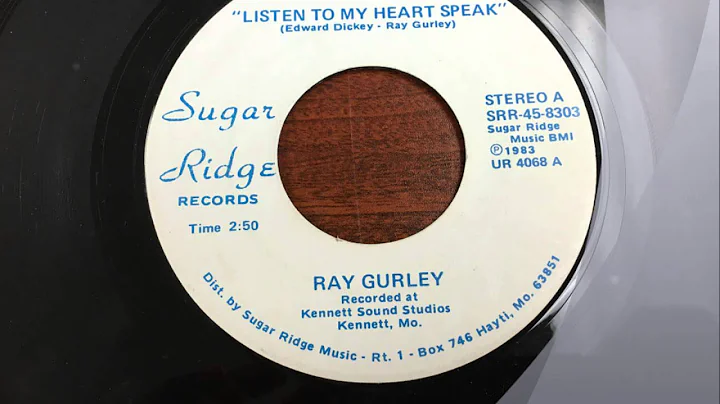 "LISTEN TO MY HEART SPEAK"
(Edward Dickey - Ray Gurley)
Sugar
Ridge
RECORDS
Time 2:50
STEREO A
SRR-45-8303
Sugar Ridge
Music BMI
Ⓟ1983
UR 4068 A
RAY GURLEY
Recorded at
Kennett Sound Studios
Kennett, Mo.
Dist. by Sugar Ridge Music - Rt. 1 - Box 746 Hayti, Mo. 63851